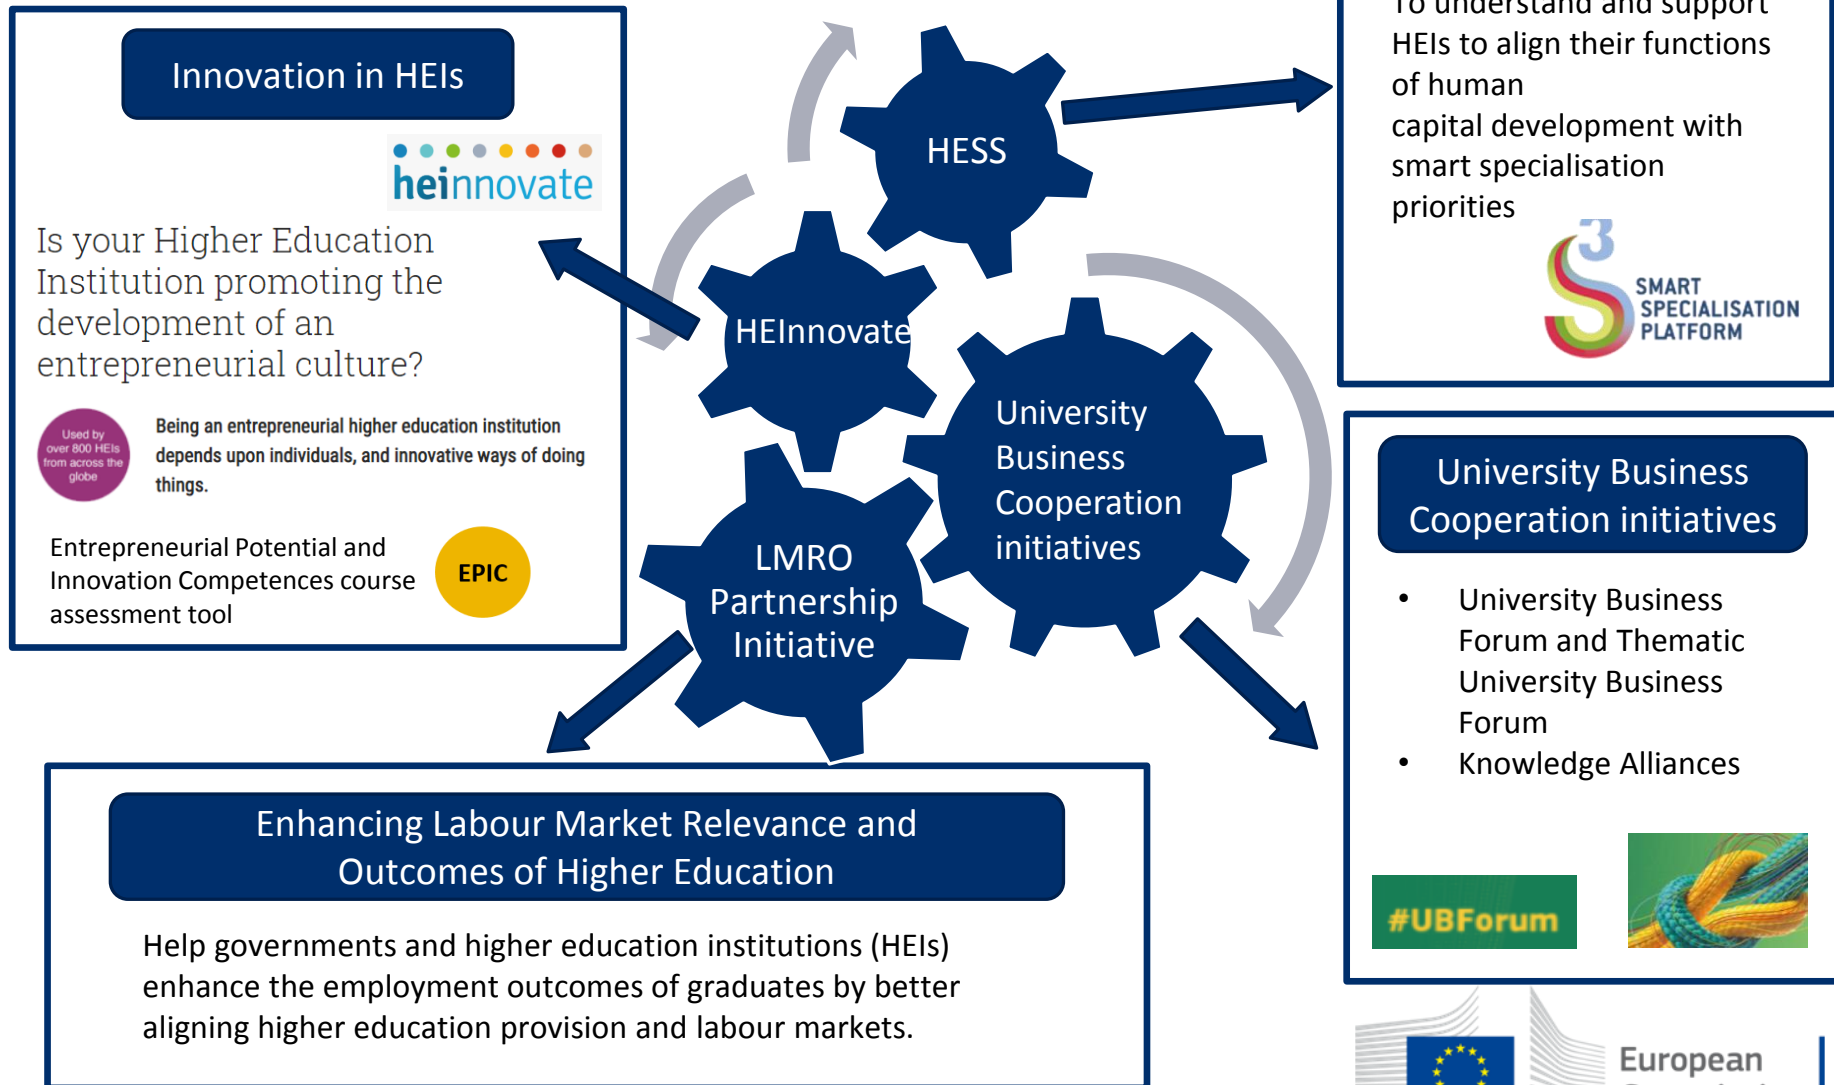 Innovation in HEIs
heinnovate
Is your Higher Education
Institution promoting the
development of an
entrepreneurial culture?
Used by
over 800 HEIs
from across the
globe
Being an entrepreneurial higher education institution
depends upon individuals, and innovative ways of doing
things.
Entrepreneurial Potential and
Innovation Competences course
assessment tool
EPIC
HESS
HEInnovate
University
Business
Cooperation
initiatives
LMRO
Partnership
Initiative
To understand and support
HEIs to align their functions
of human
capital development with
smart specialisation
priorities
S3
SMART
SPECIALISATION
PLATFORM
University Business
Cooperation initiatives
• University Business
Forum and Thematic
University Business
Forum
• Knowledge Alliances
#UBForum
Enhancing Labour Market Relevance and
Outcomes of Higher Education
Help governments and higher education institutions (HEIs)
enhance the employment outcomes of graduates by better
aligning higher education provision and labour markets.
European